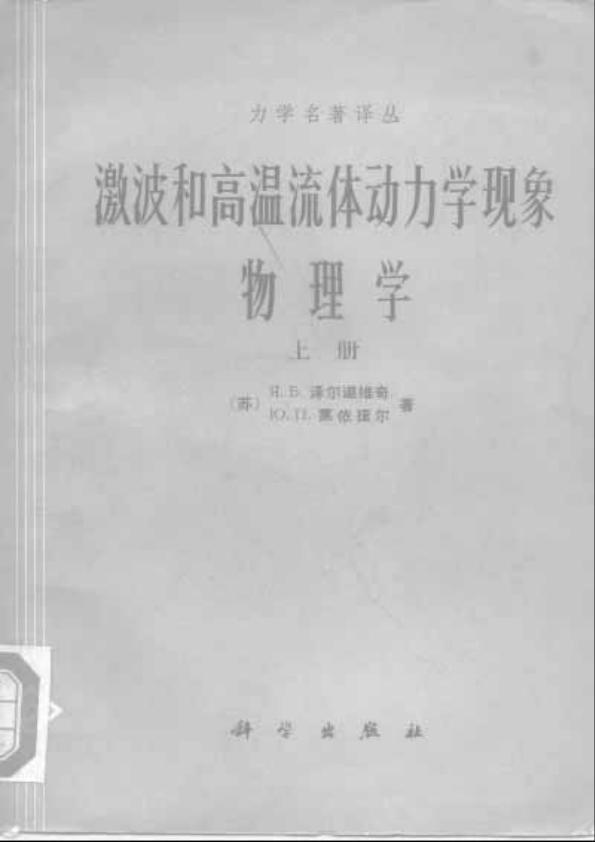 力学名著译丛
激波和高温流体动力学现象
物理学
上册
(苏) Я. Б. 泽尔道维奇
Ю. П. 莱依捷尔 著
科学出版社